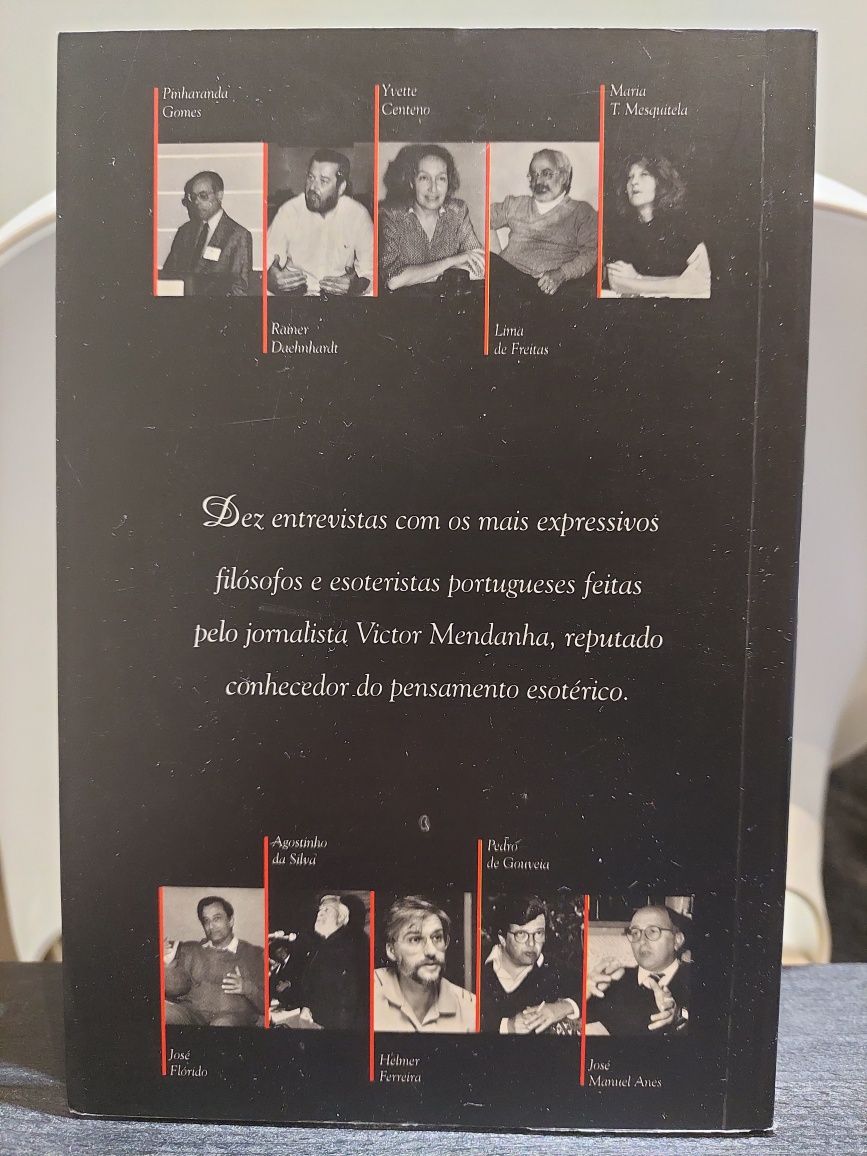 Pinharanda
Gomes
Yvette
Centeno
Maria
T. Mesquitela
Rainer
Daehnhardt
Lima
de Freitas
Dez entrevistas com os mais expressivos
filósofos e esoteristas portugueses feitas
pelo jornalista Victor Mendanha, reputado
conhecedor do pensamento esotérico.
Agostinho
da Silva
Pedro
de Gouveia
José
Flórido
Helmer
Ferreira
José
Manuel Anes